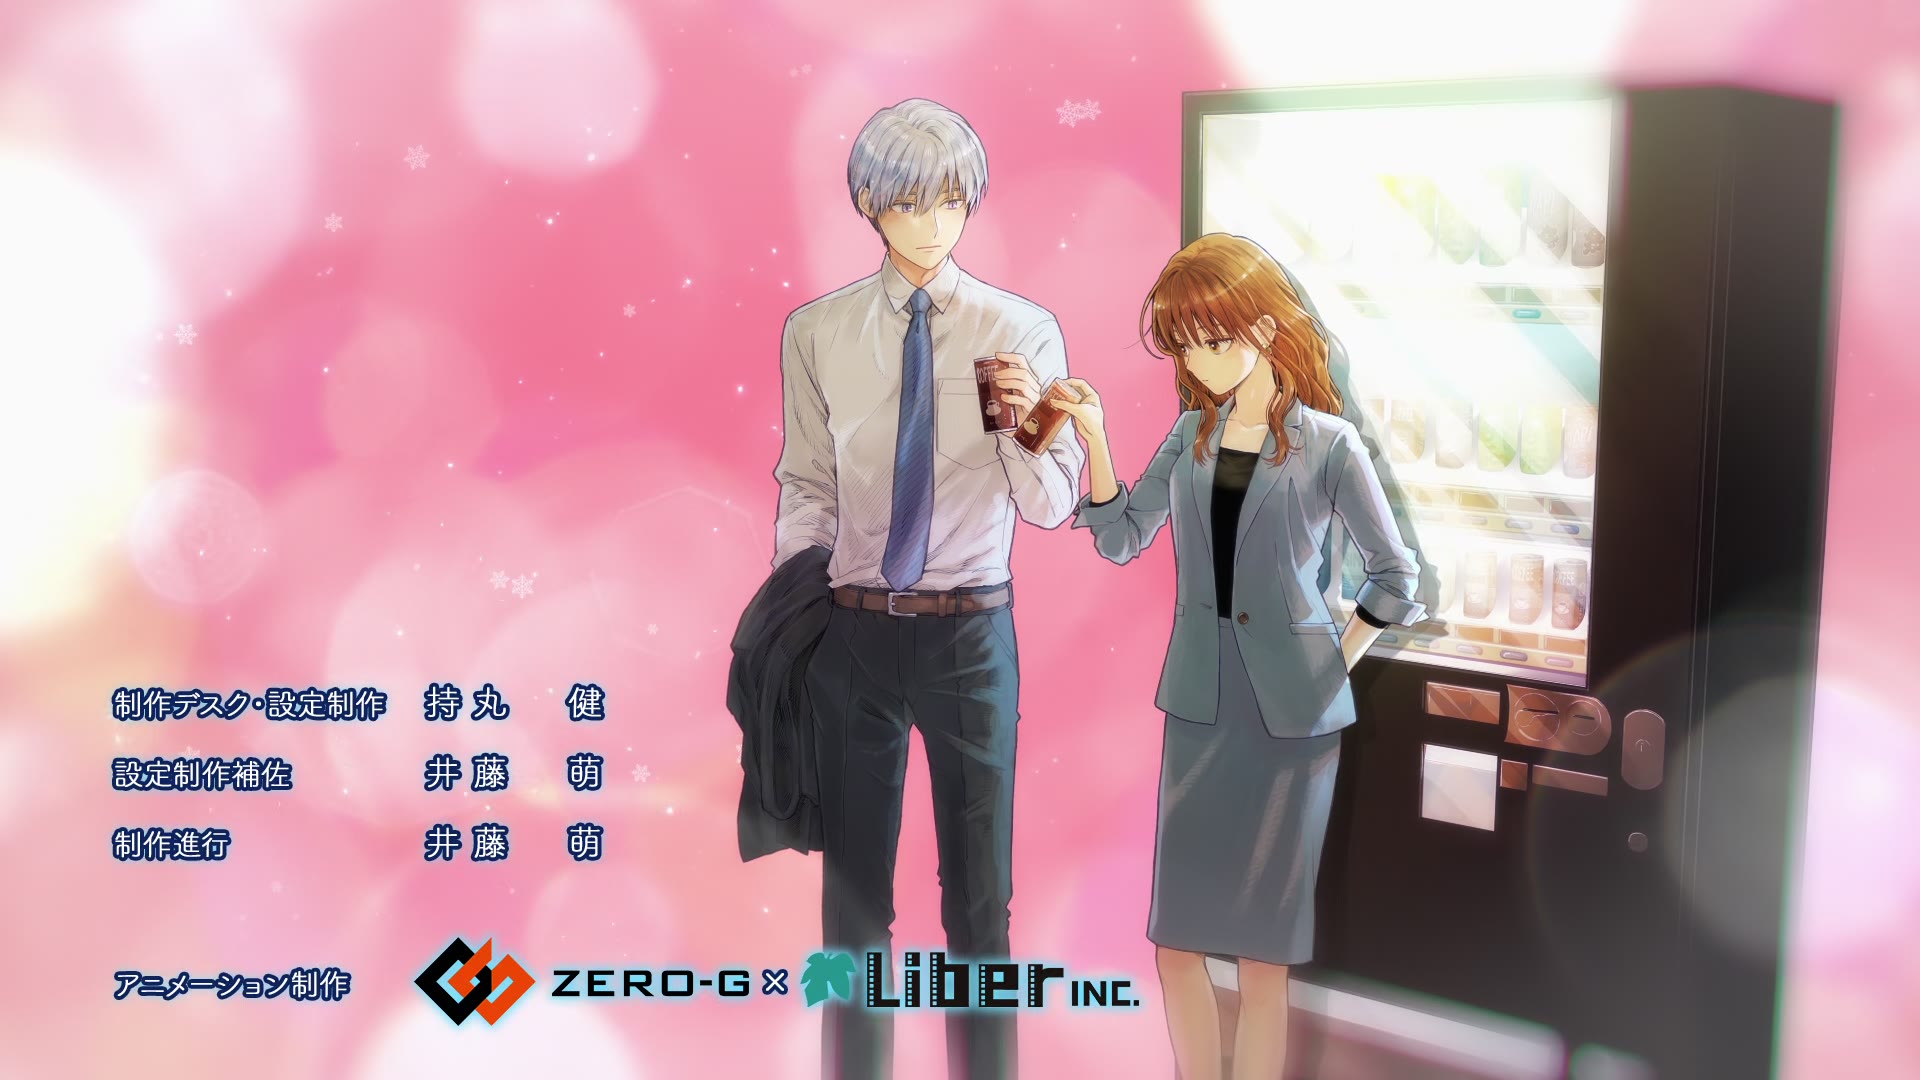 COFFEE
COFFEE
制作デスク・設定制作 持丸 健
設定制作補佐 井藤 萌
制作進行 井藤 萌
アニメーション制作 ZERO-G × Liber INC.